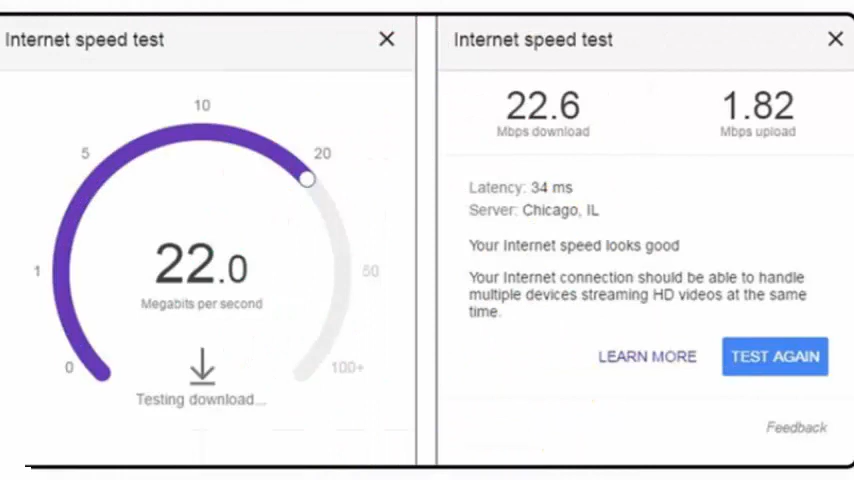 Internet speed test
10
5
20
1
50
22.0
Megabits per second
0
100+
Testing download...
Internet speed test
22.6 1.82
Mbps download Mbps upload
Latency: 34 ms
Server: Chicago, IL
Your Internet speed looks good
Your Internet connection should be able to handle
multiple devices streaming HD videos at the same
time.
LEARN MORE TEST AGAIN
Feedback